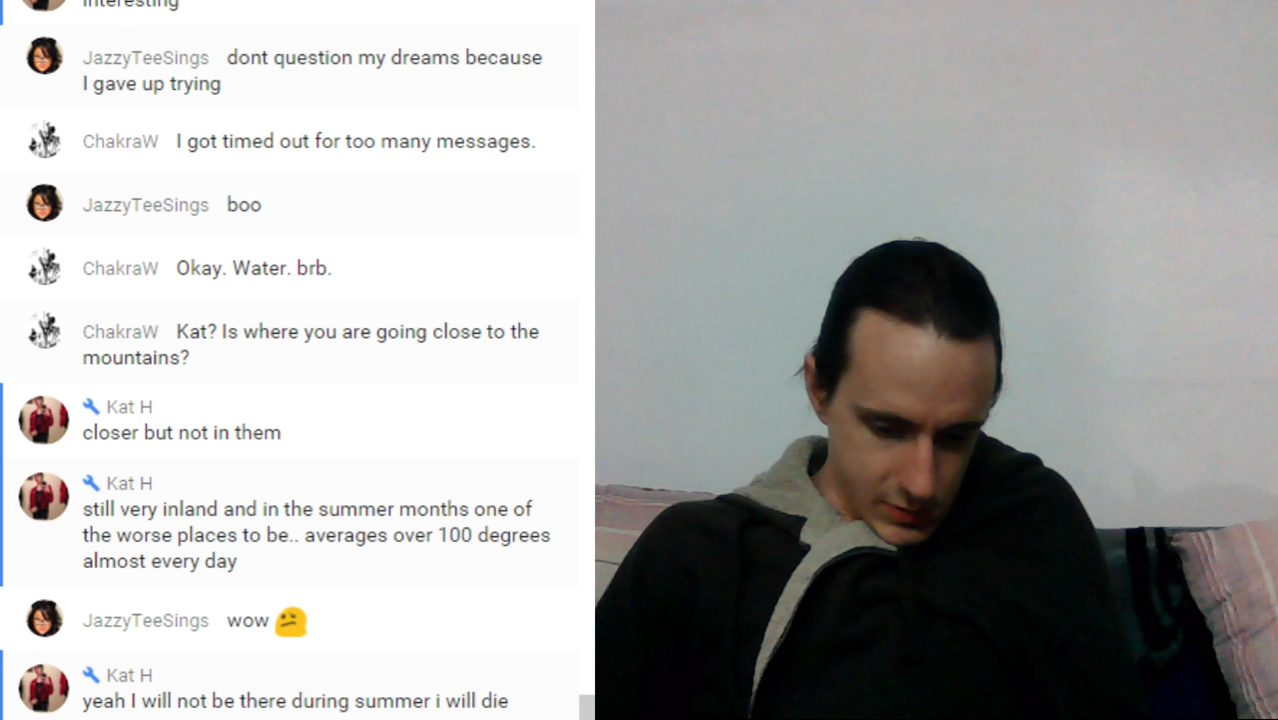 interesting
JazzyTeeSings dont question my dreams because
I gave up trying
ChakraW I got timed out for too many messages.
JazzyTeeSings boo
ChakraW Okay. Water. brb.
ChakraW Kat? Is where you are going close to the
mountains?
Kat H
closer but not in them
Kat H
still very inland and in the summer months one of
the worse places to be.. averages over 100 degrees
almost every day
JazzyTeeSings wow
Kat H
yeah I will not be there during summer i will die